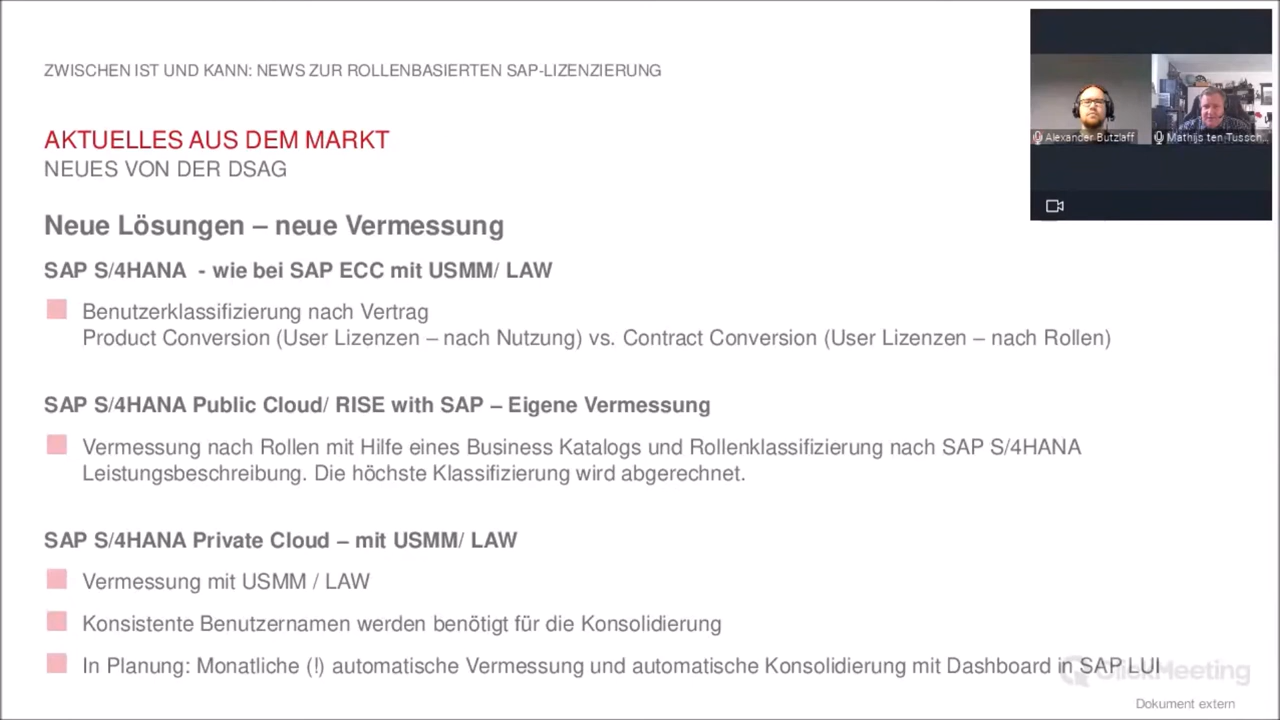 ZWISCHEN IST UND KANN: NEWS ZUR ROLLENBASIERTEN SAP-LIZENZIERUNG
AKTUELLES AUS DEM MARKT
NEUES VON DER DSAG
Alexander Butzlaff
Mathijs ten Tussch...
Neue Lösungen – neue Vermessung
SAP S/4HANA - wie bei SAP ECC mit USMM/ LAW
Benutzerklassifizierung nach Vertrag
Product Conversion (User Lizenzen – nach Nutzung) vs. Contract Conversion (User Lizenzen – nach Rollen)
SAP S/4HANA Public Cloud/ RISE with SAP – Eigene Vermessung
Vermessung nach Rollen mit Hilfe eines Business Katalogs und Rollenklassifizierung nach SAP S/4HANA
Leistungsbeschreibung. Die höchste Klassifizierung wird abgerechnet.
SAP S/4HANA Private Cloud – mit USMM/ LAW
Vermessung mit USMM / LAW
Konsistente Benutzernamen werden benötigt für die Konsolidierung
In Planung: Monatliche (!) automatische Vermessung und automatische Konsolidierung mit Dashboard in SAP LUI
ClickMeeting
Dokument extern